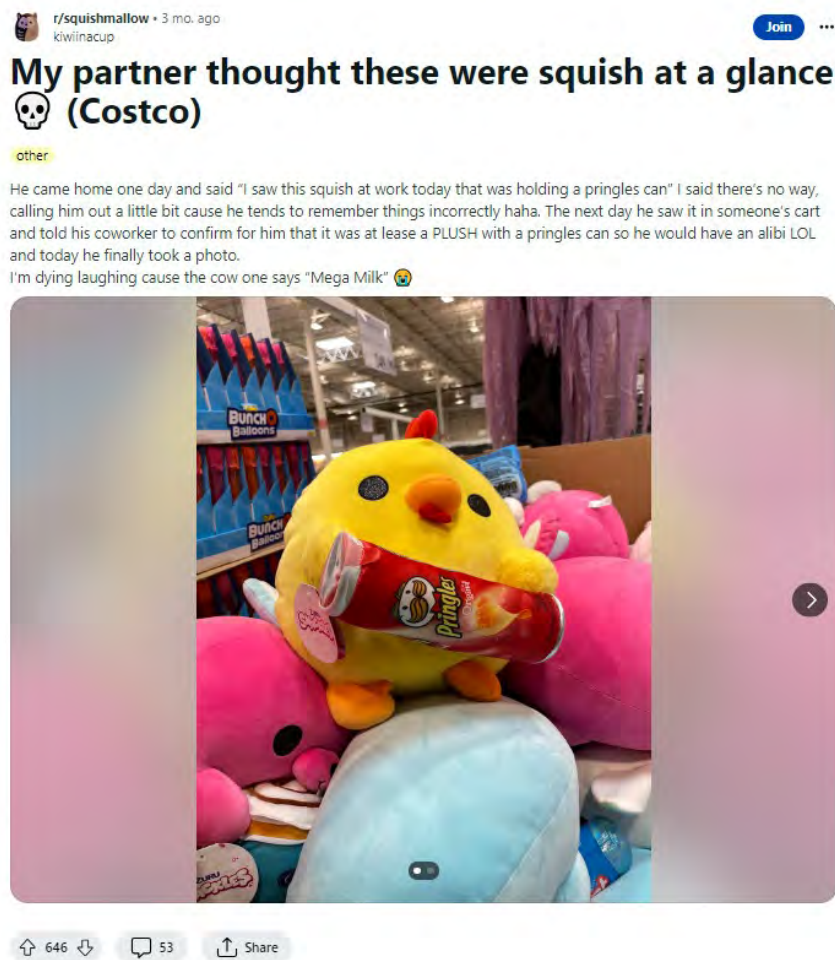 r/squishmallow • 3 mo. ago
kiwiinacup
Join
My partner thought these were squish at a glance
💀 (Costco)
other
He came home one day and said "I saw this squish at work today that was holding a pringles can" I said there's no way,
calling him out a little bit cause he tends to remember things incorrectly haha. The next day he saw it in someone's cart
and told his coworker to confirm for him that it was at lease a PLUSH with a pringles can so he would have an alibi LOL
and today he finally took a photo.
I'm dying laughing cause the cow one says "Mega Milk" 😭
BUNCH O
Balloons
BUNCH
Balloon
Pringles
Original
ZURU
646
53
Share